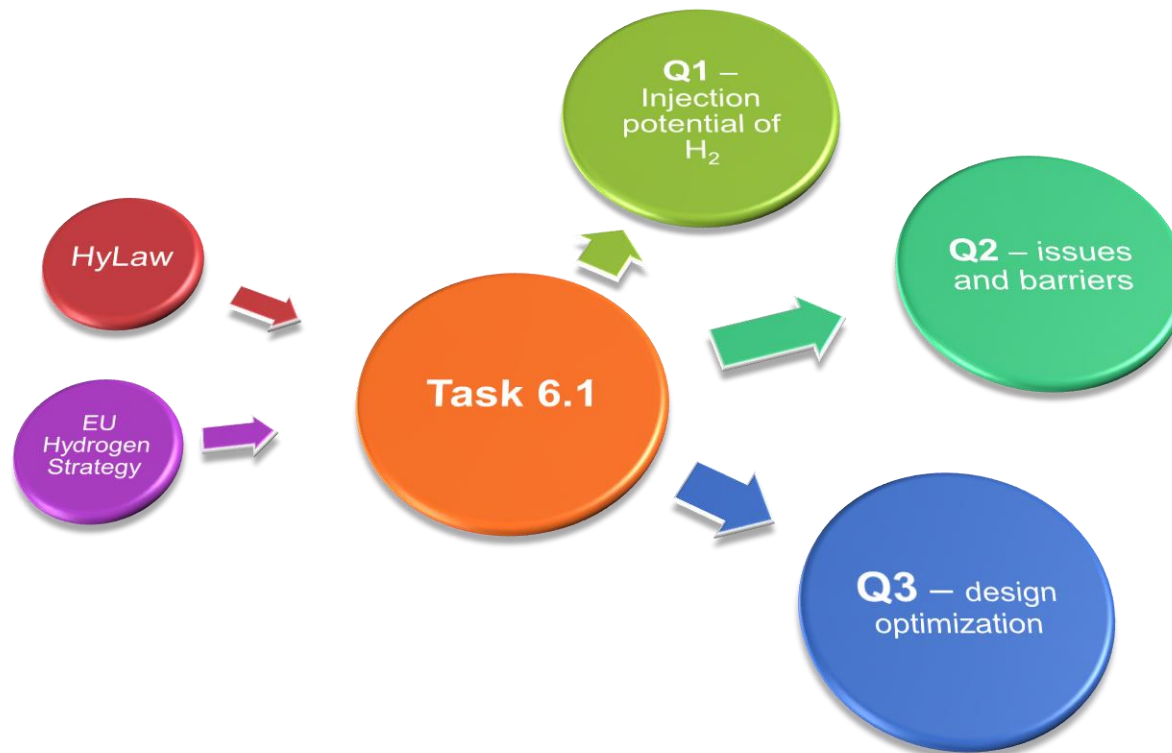 HyLaw
EU
Hydrogen
Strategy
Task 6.1
Q1 –
Injection
potential of
H₂
Q2 – issues
and barriers
Q3 – design
optimization